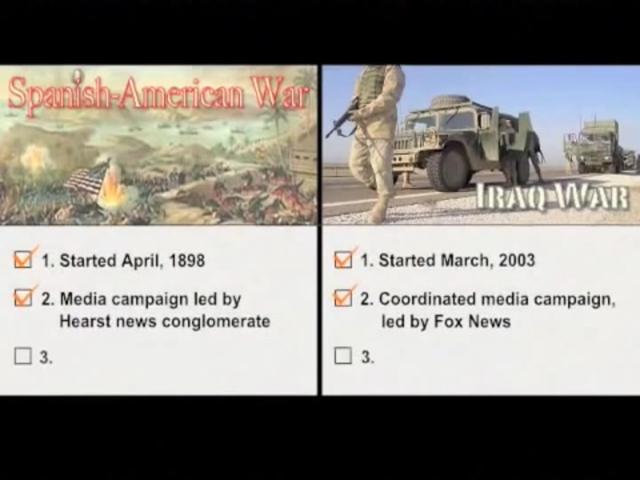 Spanish-American War
1. Started April, 1898
2. Media campaign led by
Hearst news conglomerate
3.
IRAQ WAR
1. Started March, 2003
2. Coordinated media campaign,
led by Fox News
3.